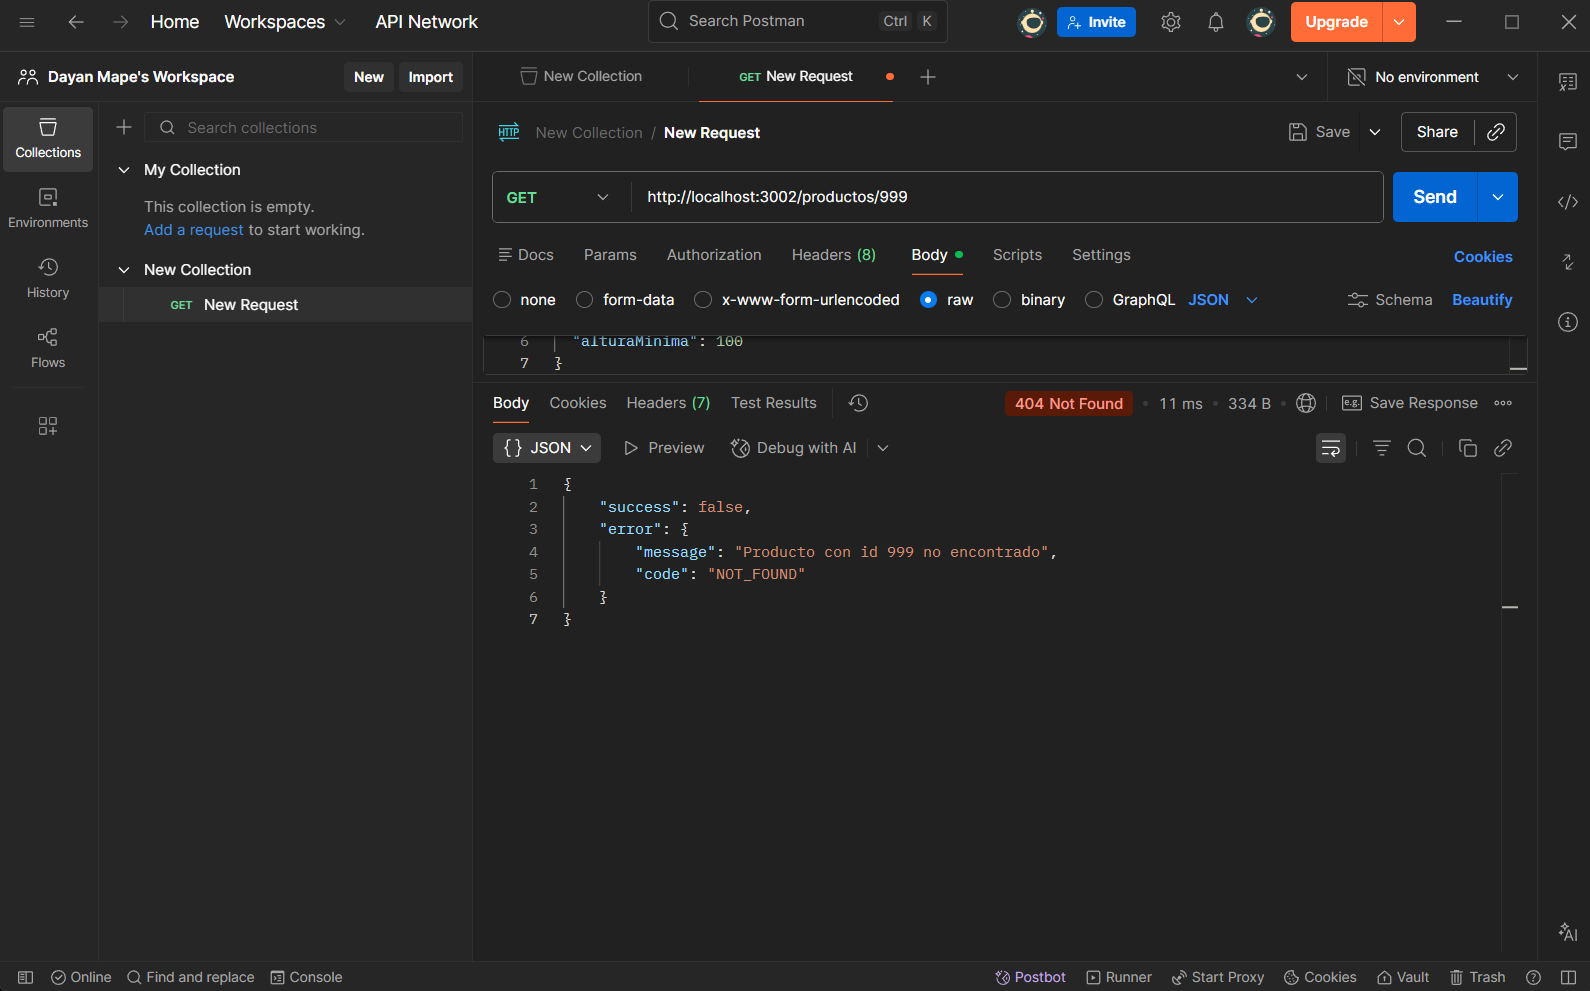 Home Workspaces API Network Search Postman Ctrl K Invite Upgrade
Dayan Mape's Workspace New Import New Collection GET New Request No environment
Collections
Environments
History
Flows
Search collections
My Collection
This collection is empty.
Add a request to start working.
New Collection
GET New Request
HTTP New Collection / New Request Save Share
GET http://localhost:3002/productos/999 Send
Docs Params Authorization Headers (8) Body Scripts Settings Cookies
none form-data x-www-form-urlencoded raw binary GraphQL JSON Schema Beautify
6 "alturaMinima": 100
7 }
Body Cookies Headers (7) Test Results 404 Not Found 11 ms 334 B e.g. Save Response
{} JSON Preview Debug with AI
1 {
2 "success": false,
3 "error": {
4 "message": "Producto con id 999 no encontrado",
5 "code": "NOT_FOUND"
6 }
7 }
AI
Online Find and replace Console Postbot Runner Start Proxy Cookies Vault Trash